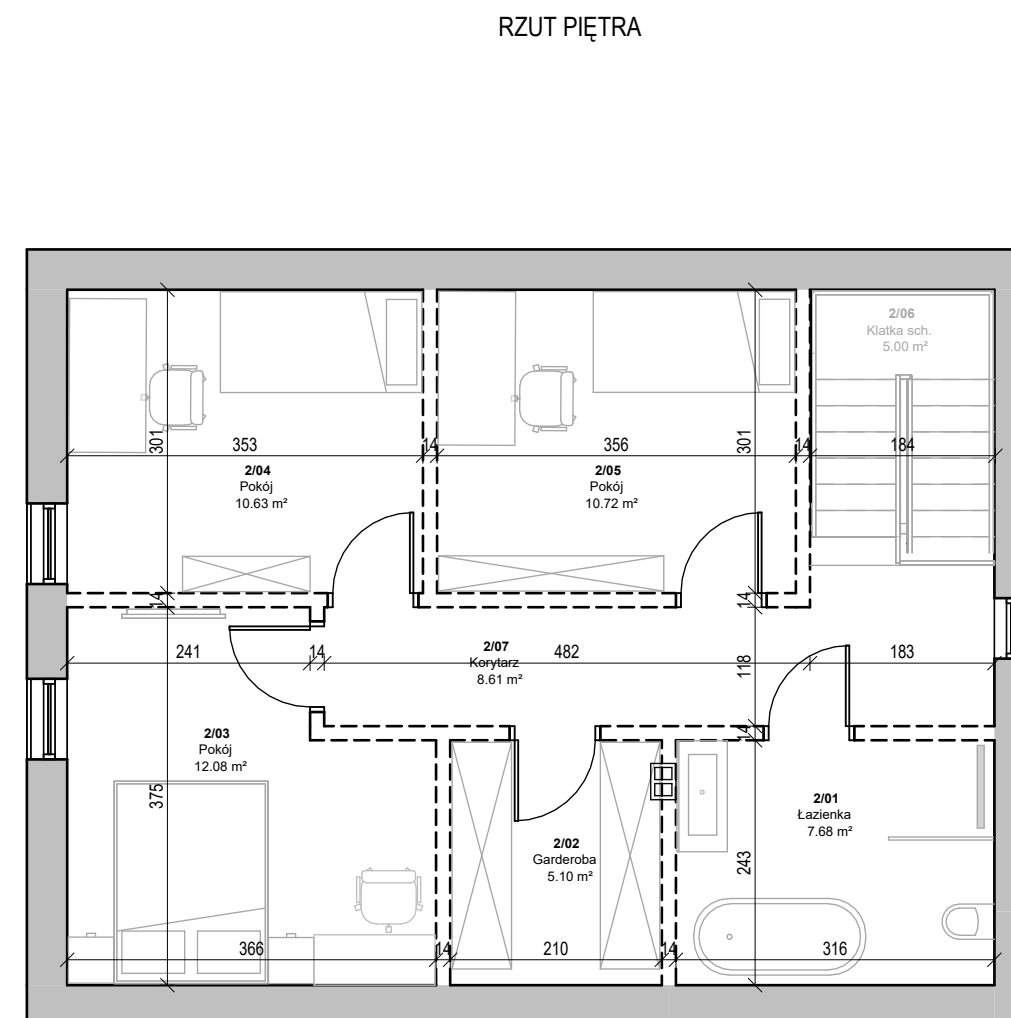 RZUT PIĘTRA
2/06
Klatka sch.
5.00 m²
301
353
14
356
301
14
184
2/04
Pokój
10.63 m²
2/05
Pokój
10.72 m²
14
14
2/07
Korytarz
8.61 m²
241
14
482
118
183
2/03
Pokój
12.08 m²
14
375
2/01
Łazienka
7.68 m²
2/02
Garderoba
5.10 m²
243
366
14
210
14
316